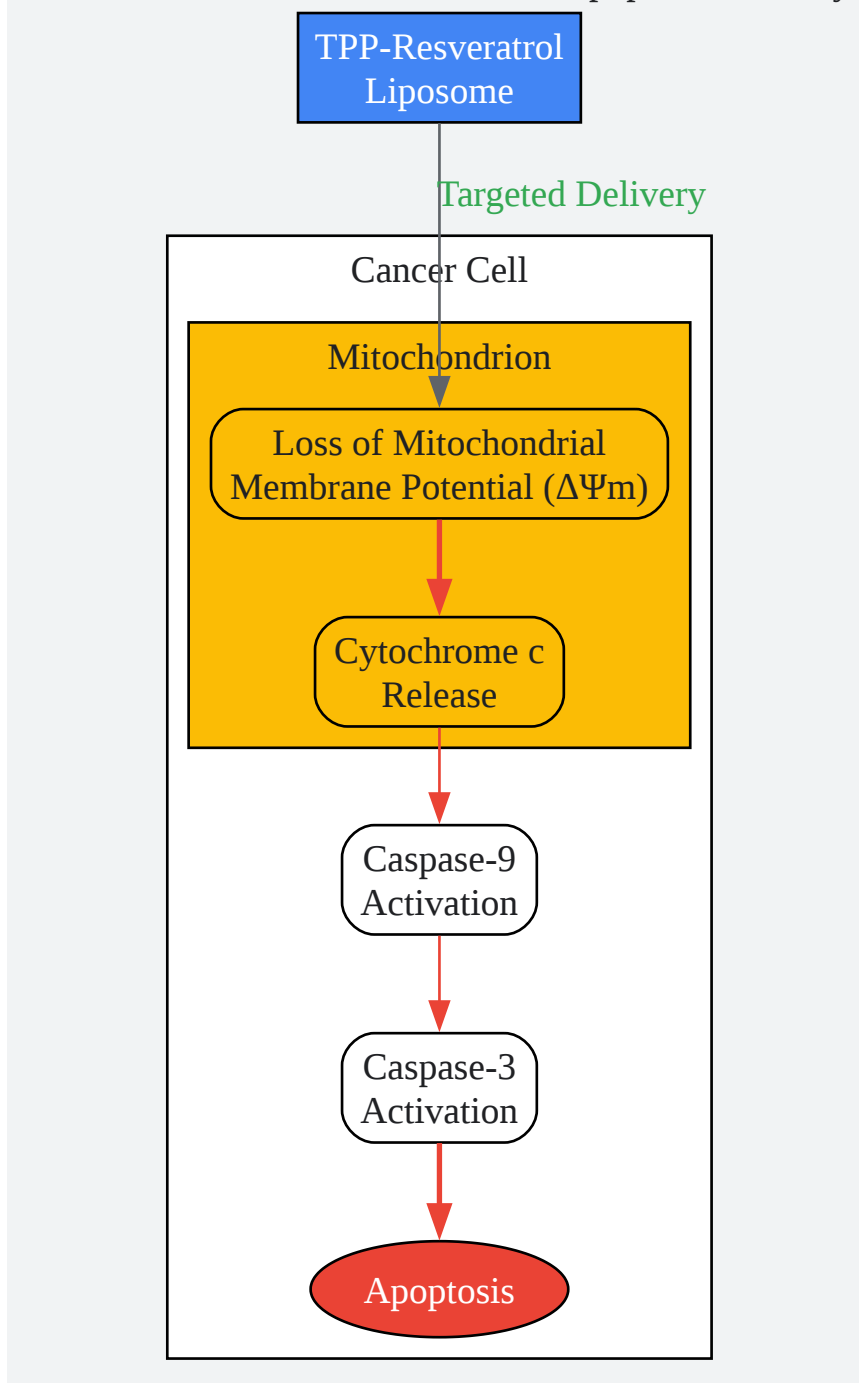 TPP-Resveratrol
Liposome
Targeted Delivery
Cancer Cell
Mitochondrion
Loss of Mitochondrial
Membrane Potential (ΔΨm)
Cytochrome c
Release
Caspase-9
Activation
Caspase-3
Activation
Apoptosis